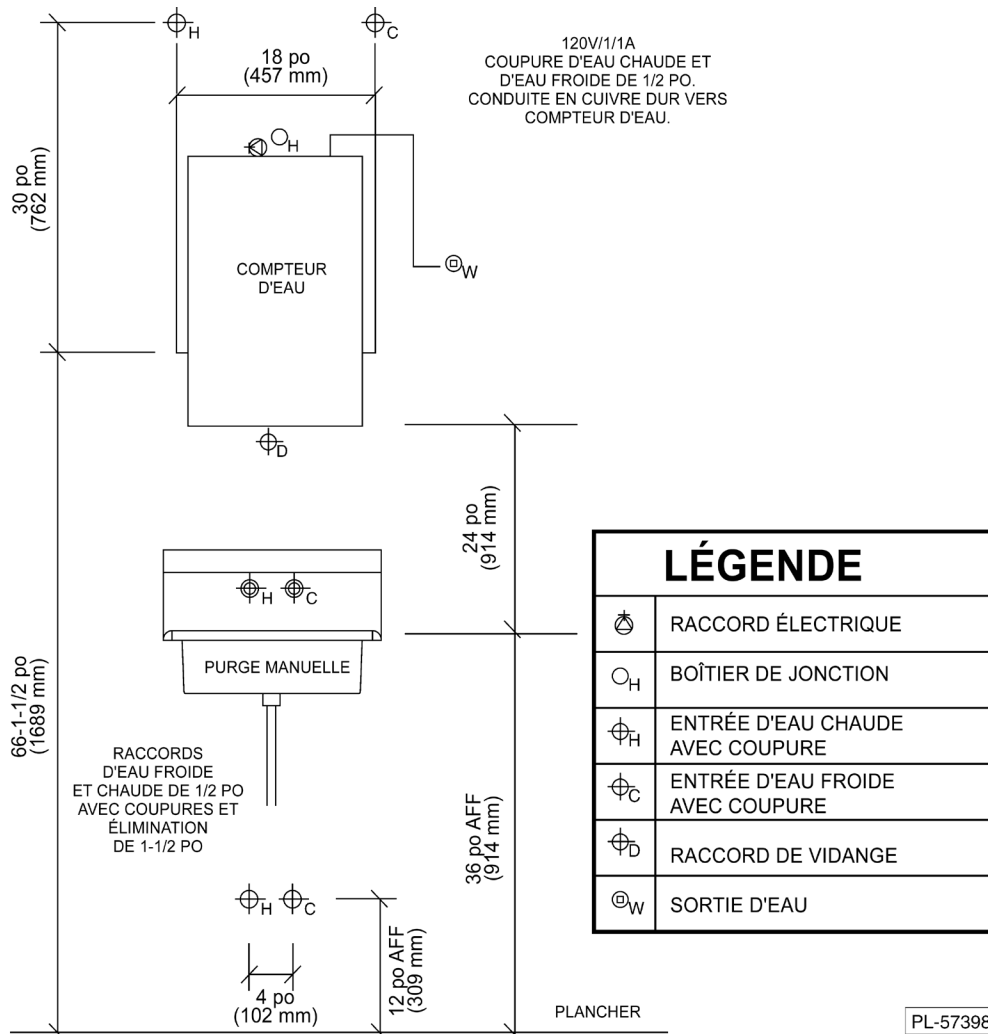 H
C
18 po
(457 mm)
120V/1/1A
COUPURE D'EAU CHAUDE ET
D'EAU FROIDE DE 1/2 PO.
CONDUITE EN CUIVRE DUR VERS
COMPTEUR D'EAU.
H
30 po
(762 mm)
COMPTEUR
D'EAU
W
D
24 po
(914 mm)
H
C
PURGE MANUELLE
66-1-1/2 po
(1689 mm)
RACCORDS
D'EAU FROIDE
ET CHAUDE DE 1/2 PO
AVEC COUPURES ET
ÉLIMINATION
DE 1-1/2 PO
36 po AFF
(914 mm)
H
C
12 po AFF
(309 mm)
4 po
(102 mm)
PLANCHER
LÉGENDE
RACCORD ÉLECTRIQUE
H BOÎTIER DE JONCTION
H ENTRÉE D'EAU CHAUDE
AVEC COUPURE
C ENTRÉE D'EAU FROIDE
AVEC COUPURE
D RACCORD DE VIDANGE
W SORTIE D'EAU
PL-57398